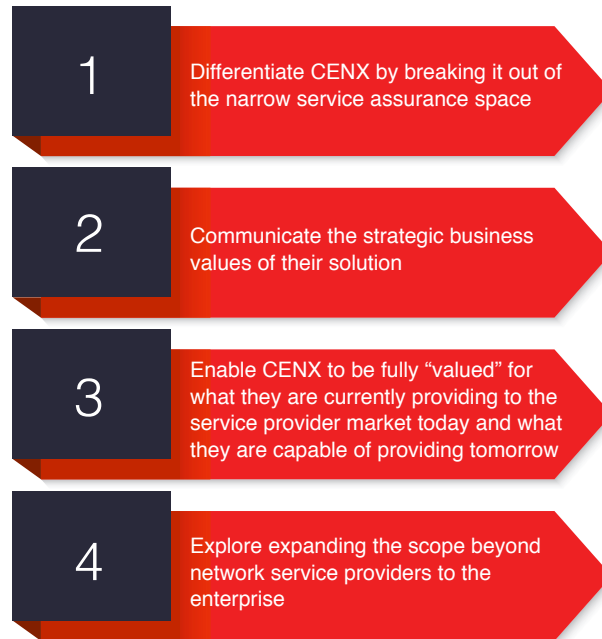 1
Differentiate CENX by breaking it out of
the narrow service assurance space
2
Communicate the strategic business
values of their solution
3
Enable CENX to be fully “valued” for
what they are currently providing to the
service provider market today and what
they are capable of providing tomorrow
4
Explore expanding the scope beyond
network service providers to the
enterprise